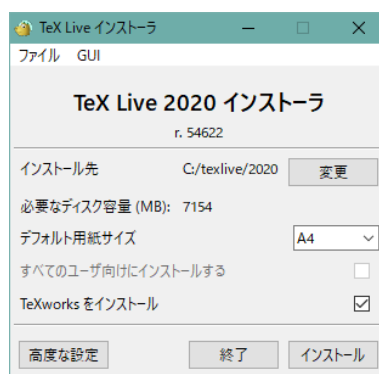 TeX Live インストーラ
ファイル GUI
TeX Live 2020 インストーラ
r. 54622
インストール先 C:/texlive/2020 変更
必要なディスク容量 (MB): 7154
デフォルト用紙サイズ A4
すべてのユーザ向けにインストールする
TeXworks をインストール
高度な設定 終了 インストール